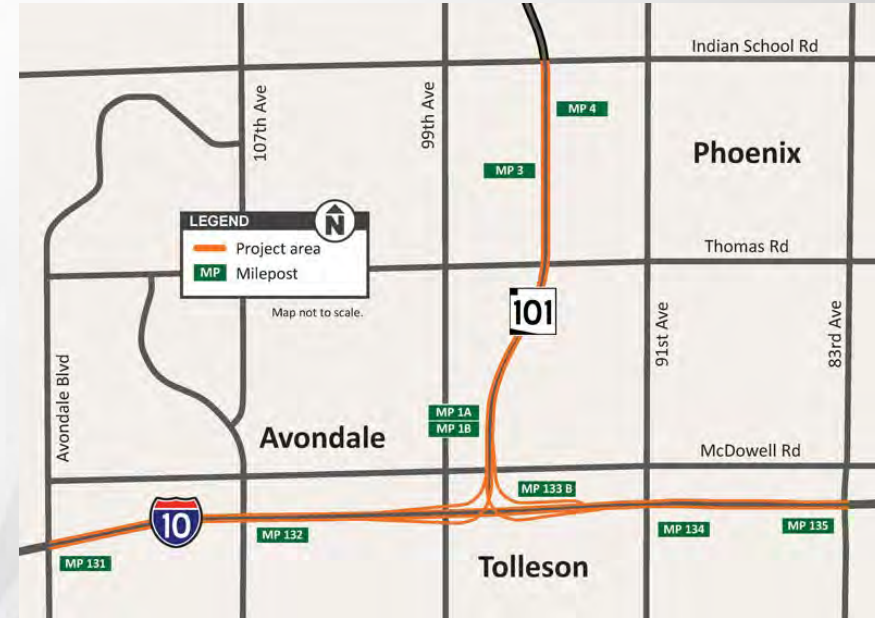 Indian School Rd
107th Ave
99th Ave
MP 4
Phoenix
MP 3
LEGEND
N
Project area
MP Milepost
Thomas Rd
Map not to scale.
101
91st Ave
83rd Ave
Avondale Blvd
MP 1A
MP 1B
Avondale
McDowell Rd
MP 133 B
10
MP 132
MP 134
MP 135
MP 131
Tolleson